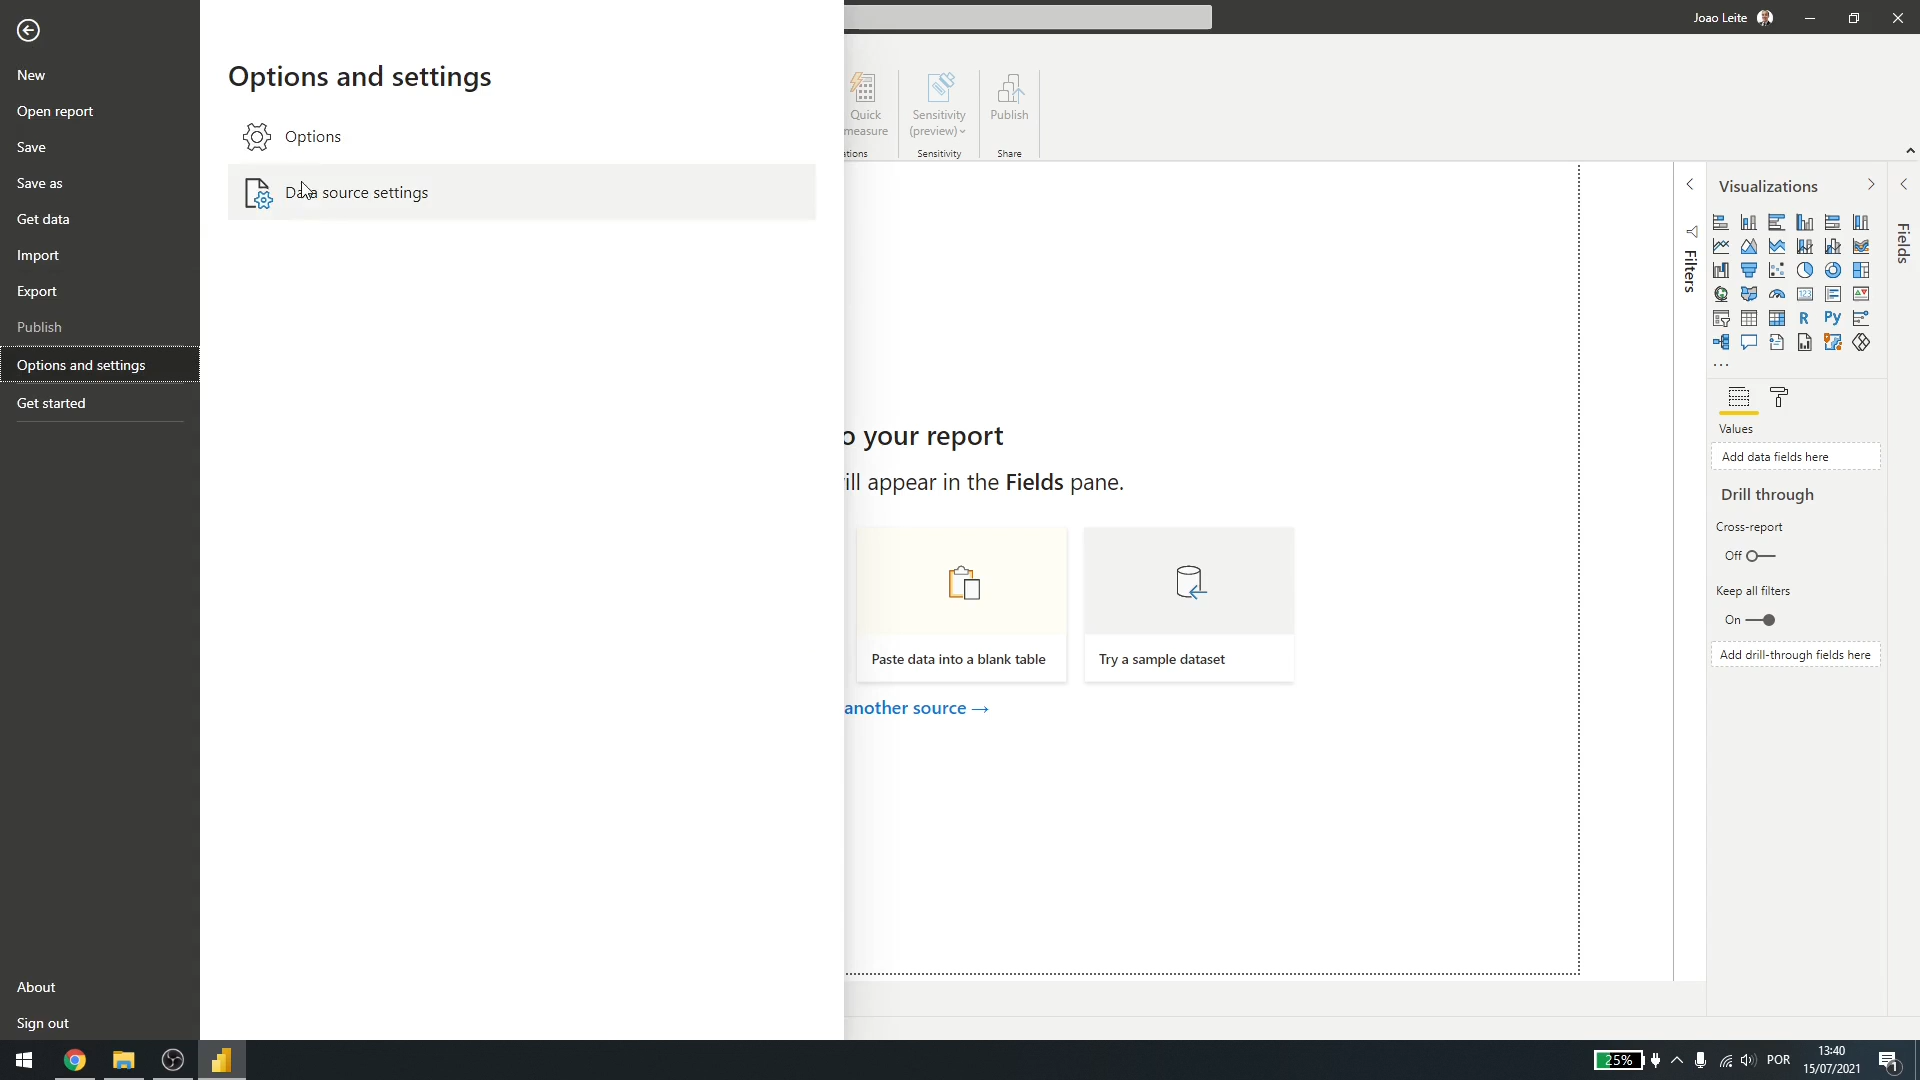 Joao Leite
New
Open report
Save
Save as
Get data
Import
Export
Publish
Options and settings
Get started
About
Sign out
Options and settings
Options
Data source settings
Quick
measure
ations
Sensitivity
(preview)
Sensitivity
Publish
Share
o your report
ill appear in the Fields pane.
Paste data into a blank table
Try a sample dataset
another source →
Filters
Visualizations
123
R
Py
...
Values
Add data fields here
Drill through
Cross-report
Off
Keep all filters
On
Add drill-through fields here
Fields
25%
POR
13:40
15/07/2021
1